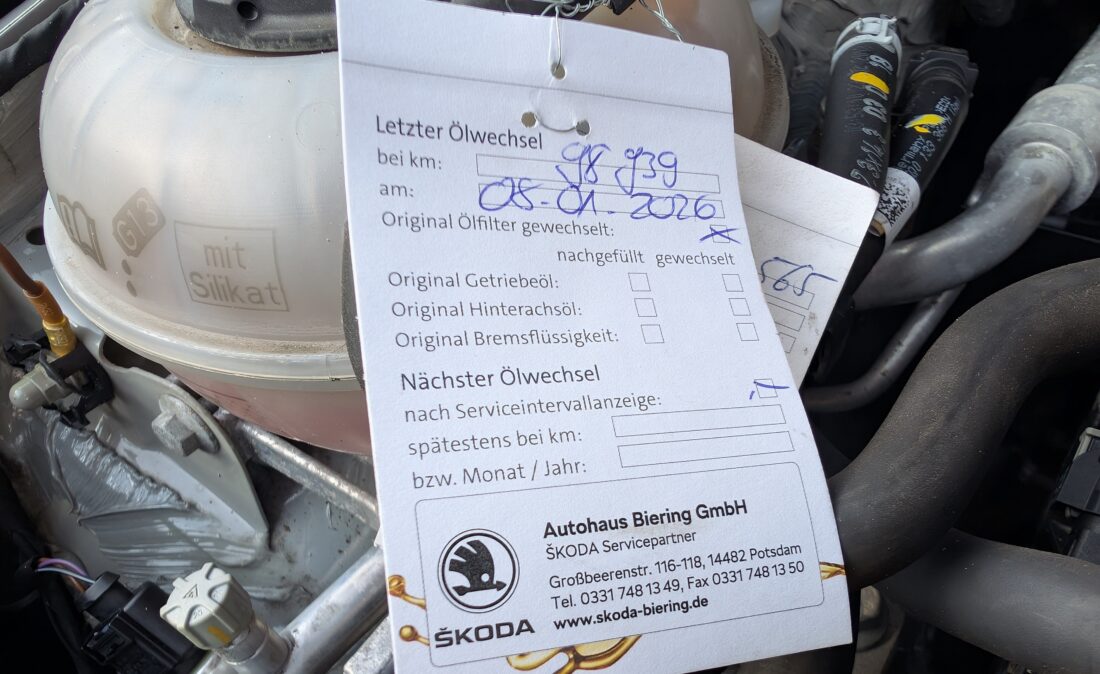 Letzter Ölwechsel
bei km: 98 939
am: 05.01.2026
Original Ölfilter gewechselt:
nachgefüllt gewechselt
Original Getriebeöl:
Original Hinterachsöl:
Original Bremsflüssigkeit:
Nächster Ölwechsel
nach Serviceintervallanzeige:
spätestens bei km:
bzw. Monat / Jahr:
Autohaus Biering GmbH
ŠKODA Servicepartner
Großbeerenstr. 116-118, 14482 Potsdam
Tel. 0331 748 13 49, Fax 0331 748 13 50
www.skoda-biering.de
ŠKODA
G13
mit
Silikat
565